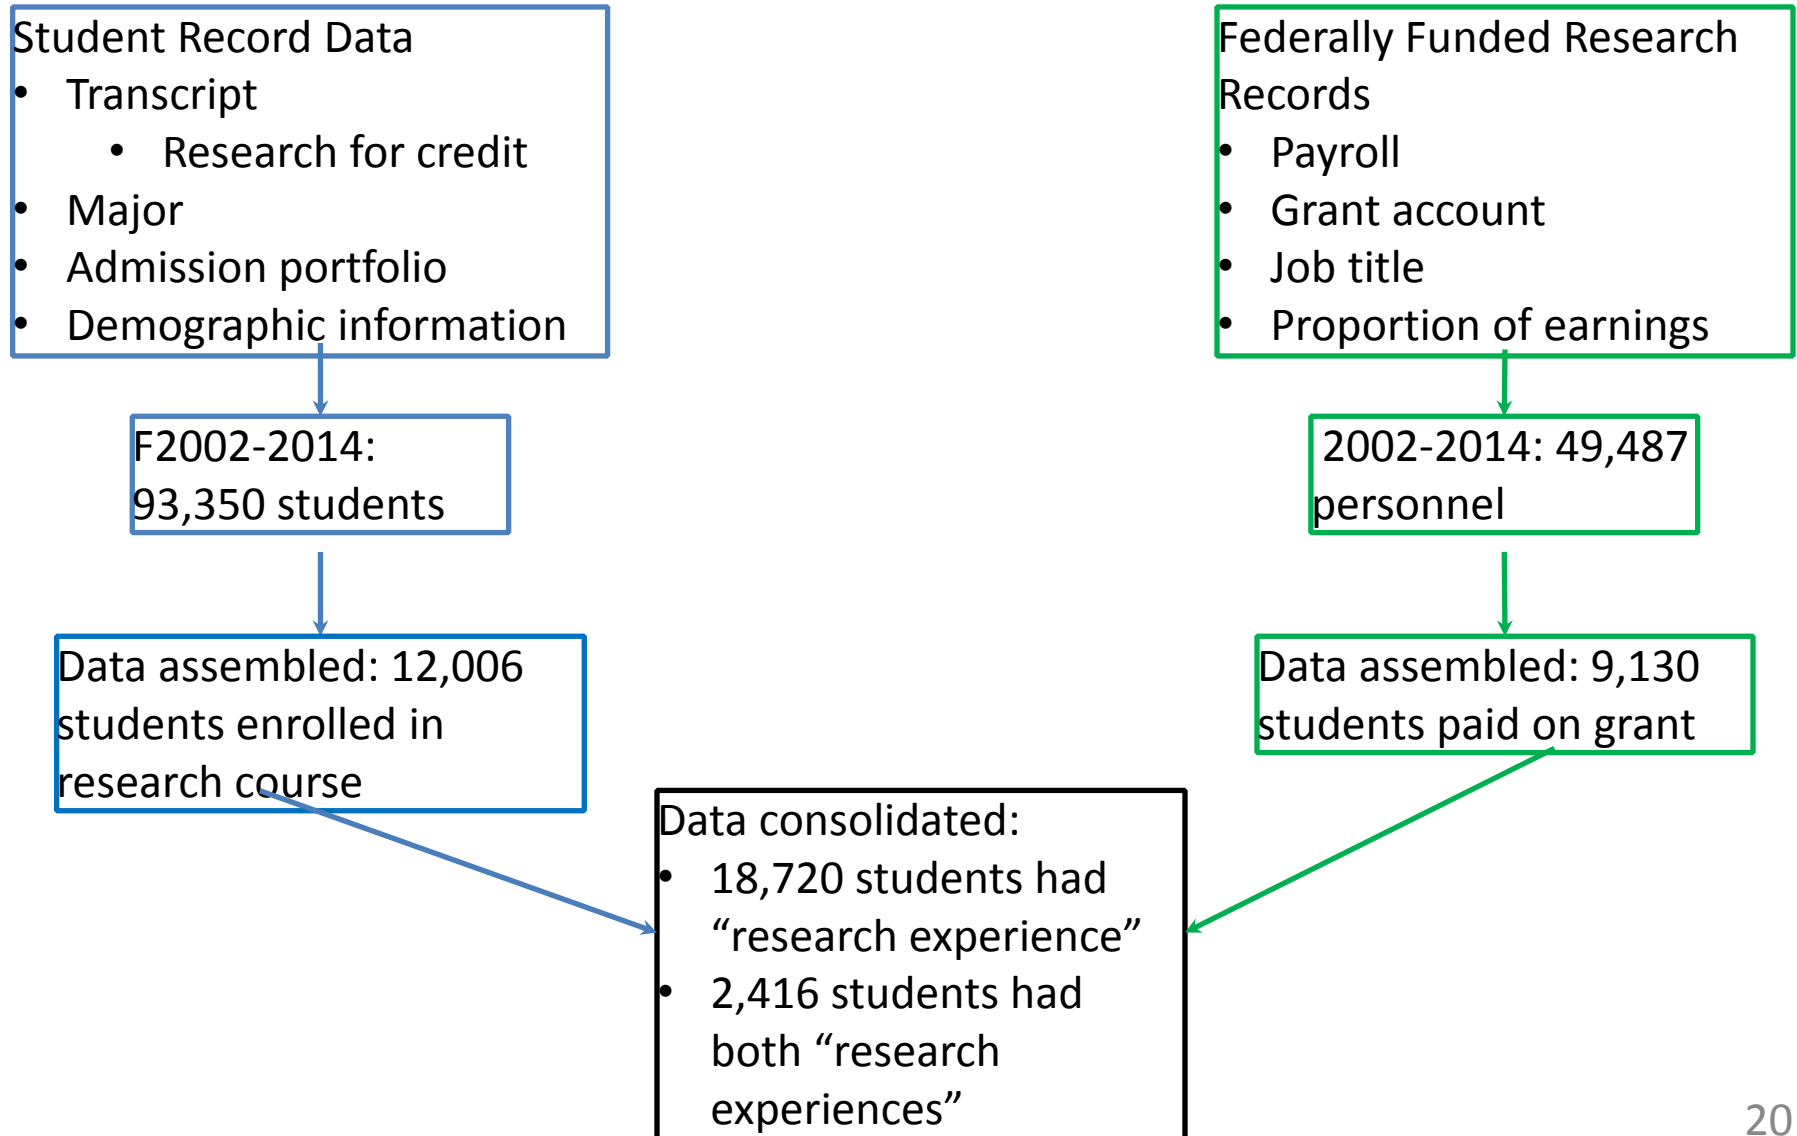 Student Record Data
• Transcript
• Research for credit
• Major
• Admission portfolio
• Demographic information
Federally Funded Research
Records
• Payroll
• Grant account
• Job title
• Proportion of earnings
F2002-2014:
93,350 students
2002-2014: 49,487
personnel
Data assembled: 12,006
students enrolled in
research course
Data assembled: 9,130
students paid on grant
Data consolidated:
• 18,720 students had
“research experience”
• 2,416 students had
both “research
experiences”
20